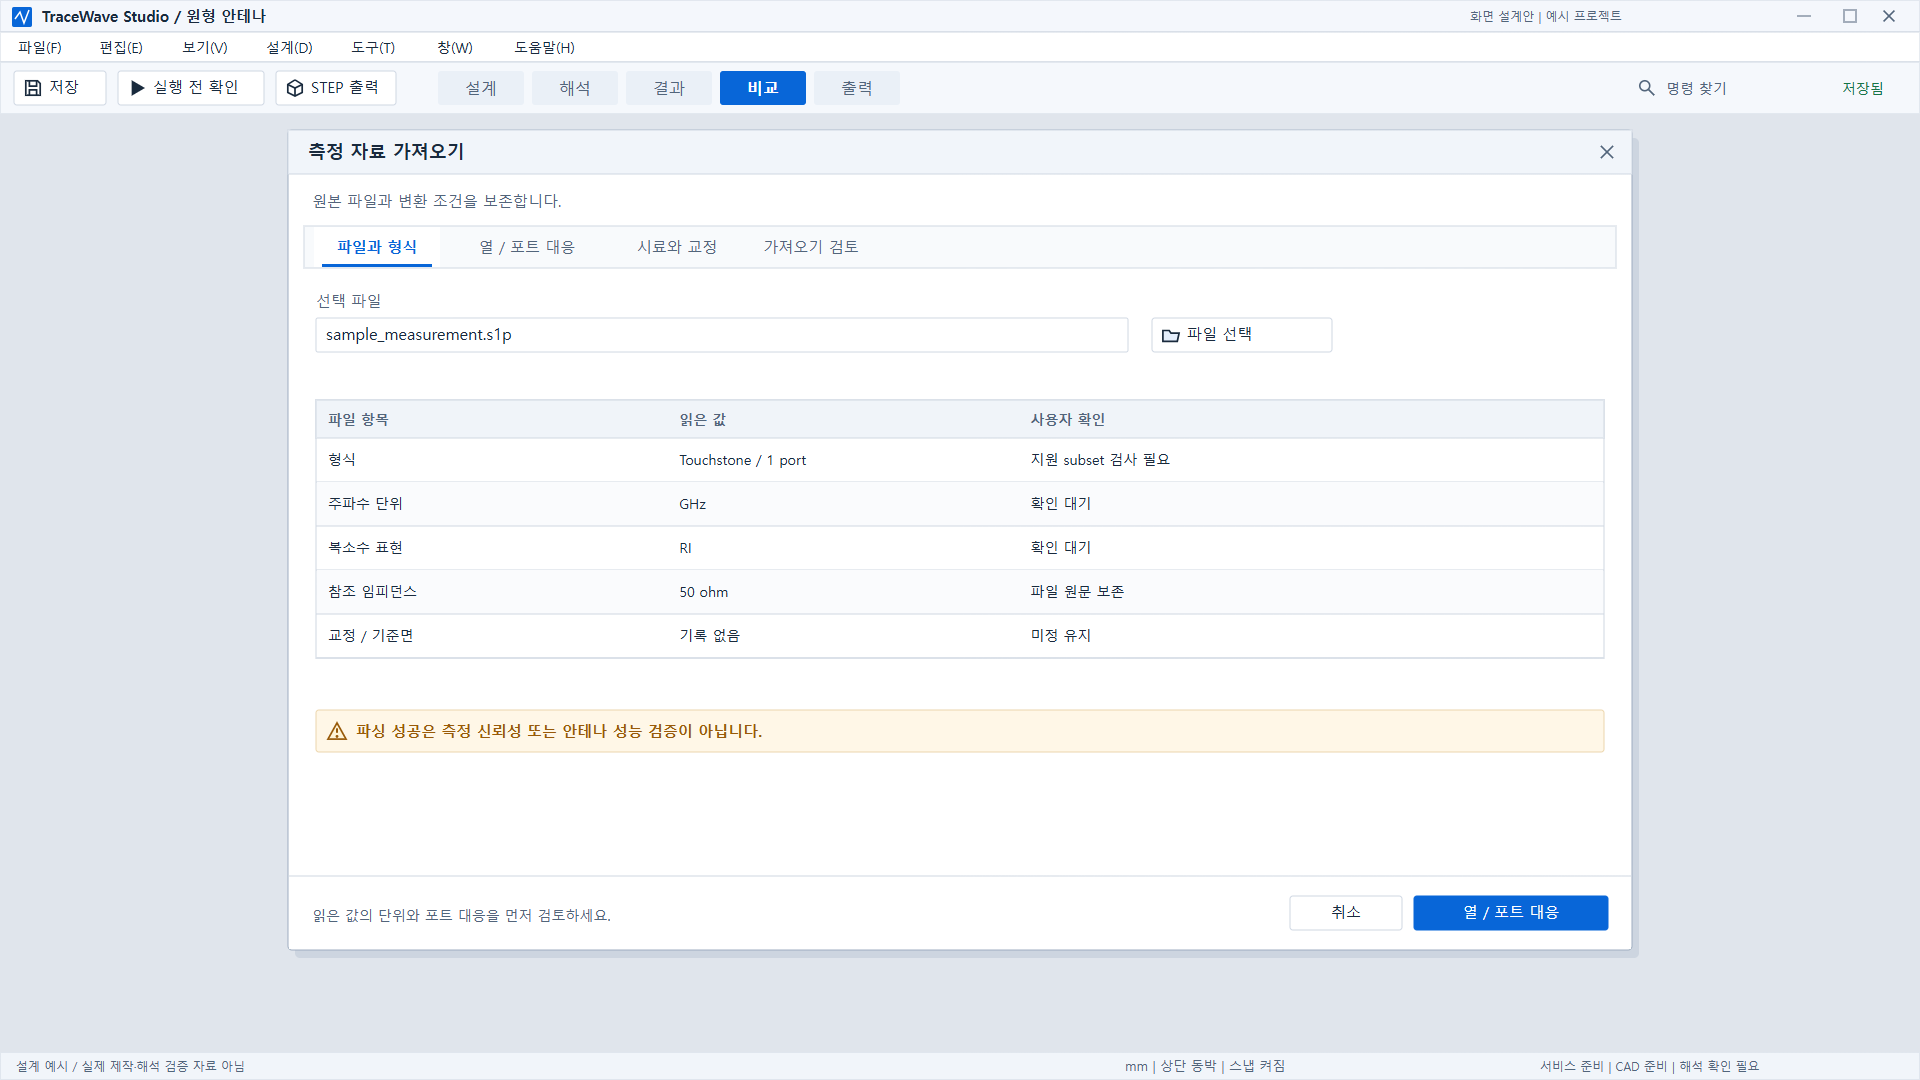 TraceWave Studio / 원형 안테나
화면 설계안 | 예시 프로젝트
파일(F) 편집(E) 보기(V) 설계(D) 도구(T) 창(W) 도움말(H)
저장 실행 전 확인 STEP 출력 설계 해석 결과 비교 출력 명령 찾기 저장됨
측정 자료 가져오기
원본 파일과 변환 조건을 보존합니다.
파일과 형식 열 / 포트 대응 시료와 교정 가져오기 검토
선택 파일
sample_measurement.s1p 파일 선택
파일 항목 읽은 값 사용자 확인
형식 Touchstone / 1 port 지원 subset 검사 필요
주파수 단위 GHz 확인 대기
복소수 표현 RI 확인 대기
참조 임피던스 50 ohm 파일 원문 보존
교정 / 기준면 기록 없음 미정 유지
파싱 성공은 측정 신뢰성 또는 안테나 성능 검증이 아닙니다.
읽은 값의 단위와 포트 대응을 먼저 검토하세요. 취소 열 / 포트 대응
설계 예시 / 실제 제작·해석 검증 자료 아님 mm | 상단 동박 | 스냅 켜짐 서비스 준비 | CAD 준비 | 해석 확인 필요